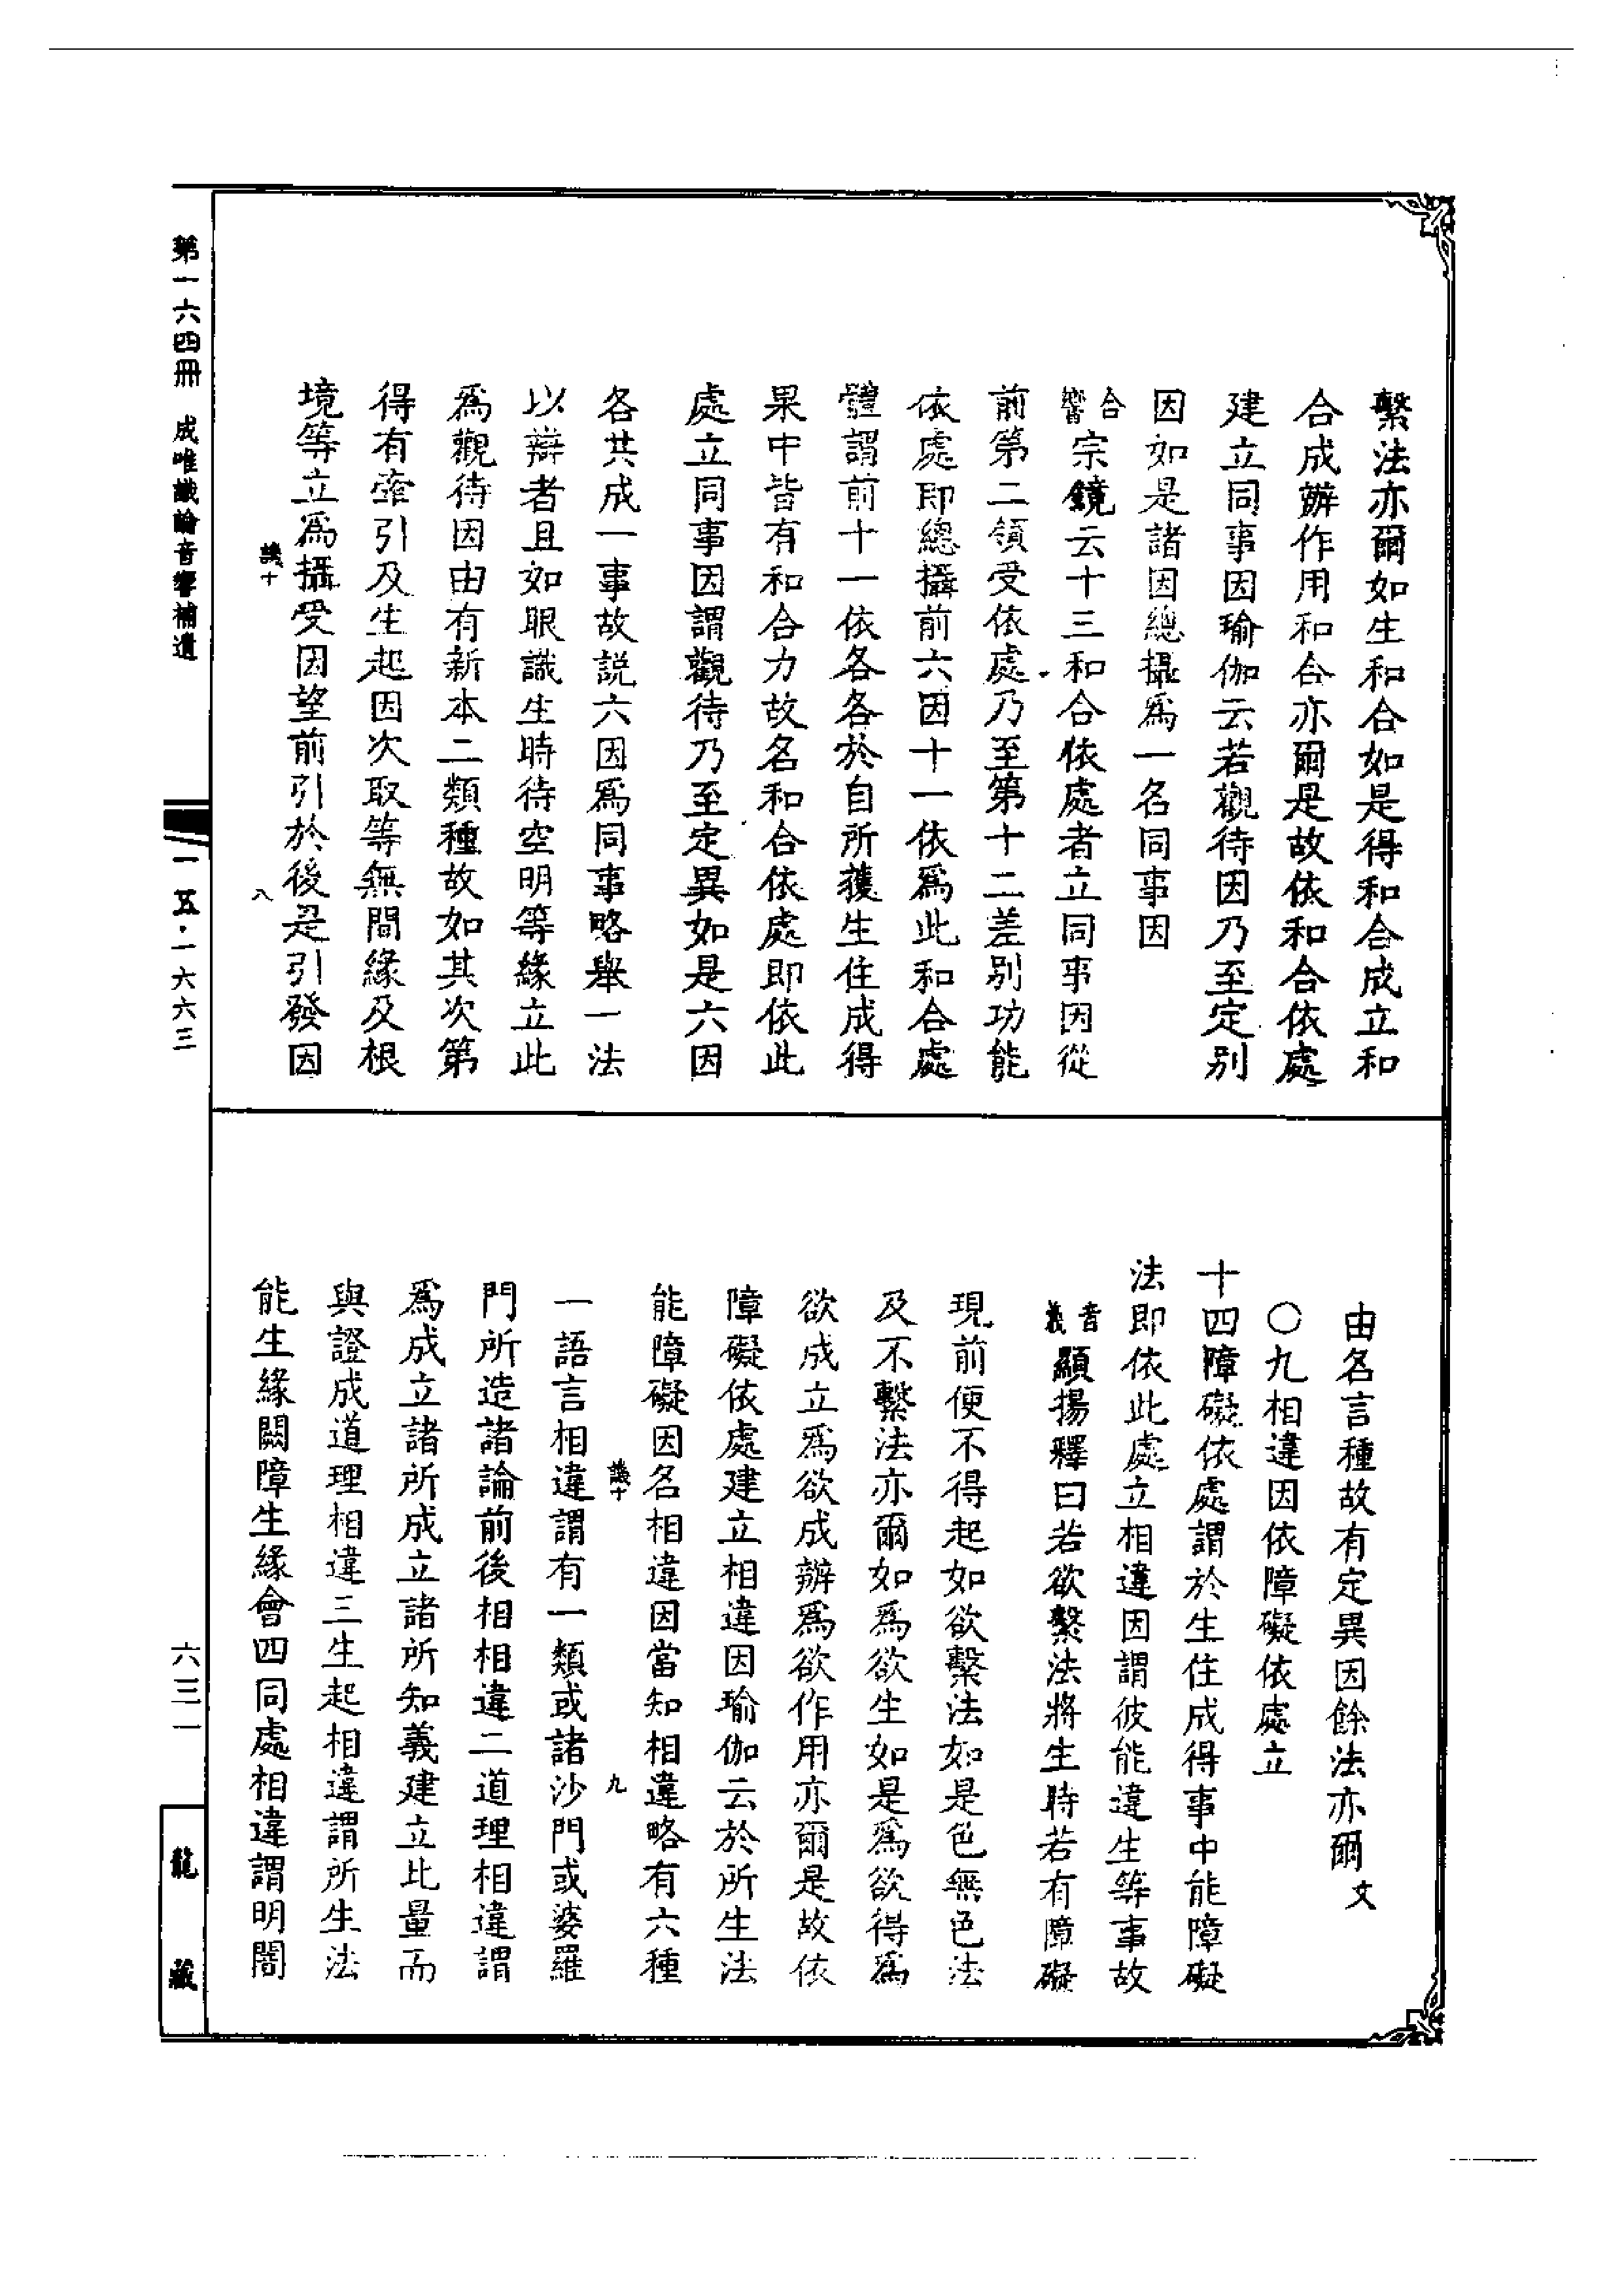 繫法亦爾如生和合如是得和合成立和
合成辦作用和合亦爾是故依和合依處
建立同事因瑜伽云若觀待因乃至定別
因如是諸因總攝爲一名同事因
合響宗鏡云十三和合依處者立同事因從
前第二領受依處乃至第十二差別功能
依處即總攝前六因十一依爲此和合處
體謂前十一依各各於自所獲生住成得
果中皆有和合力故名和合依處即依此
處立同事因謂觀待乃至定異如是六因
各共成一事故説六因爲同事略舉一法
以辯者且如眼識生時待空明等緣立此
爲觀待因由有新本二類種故如其次第
得有牽引及生起因次取等無間緣及根
境等立爲攝受因望前引於後是引發因
識十
八
由名言種故有定異因餘法亦爾文
○九相違因依障礙依處立
十四障礙依處謂於生住成得事中能障礙
法即依此處立相違因謂彼能違生等事故
音義顯揚釋曰若欲繫法將生時若有障礙
現前便不得起如欲繫法如是色無色法
及不繫法亦爾如爲欲生如是爲欲得爲
欲成立爲欲成辦爲欲作用亦爾是故依
障礙依處建立相違因瑜伽云於所生法
能障礙因名相違因當知相違略有六種
識十
九
一語言相違謂有一類或諸沙門或婆羅
門所造諸論前後相相違二道理相違謂
爲成立諸所成立諸所知義建立比量而
與證成道理相違三生起相違謂所生法
能生緣闕障生緣會四同處相違謂明闇
第一六四冊 成唯識論音響補遺
一五·一六六三
六三一
龍藏